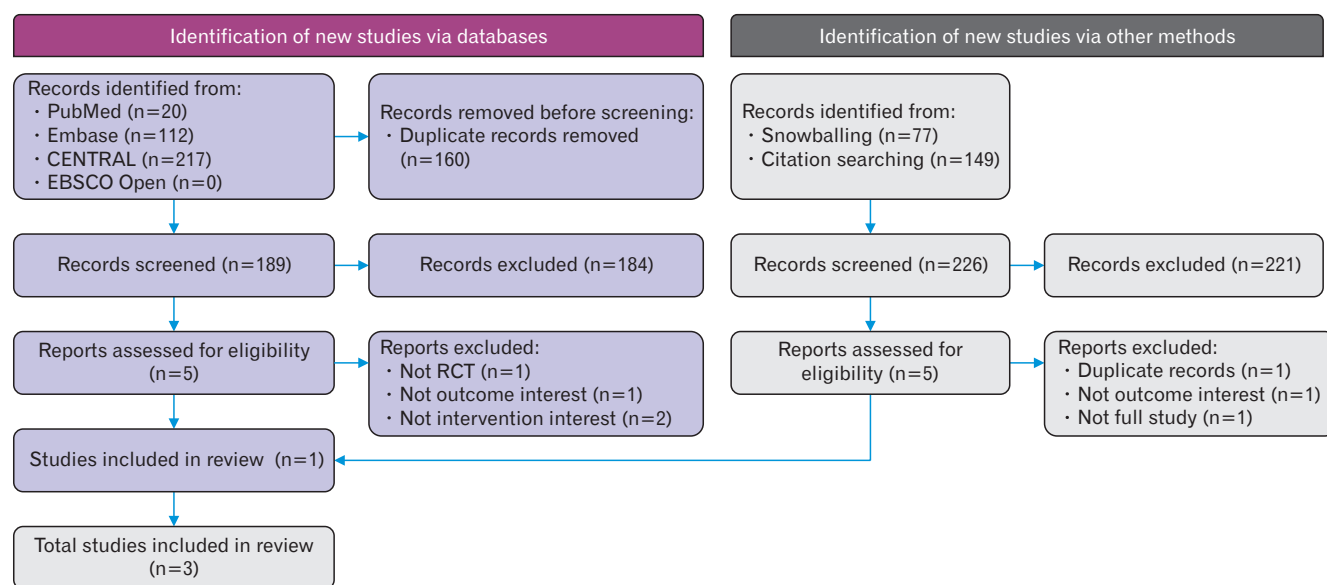 Identification of new studies via databases
Identification of new studies via other methods
Records identified from:
· PubMed (n=20)
· Embase (n=112)
· CENTRAL (n=217)
· EBSCO Open (n=0)
Records removed before screening:
· Duplicate records removed
(n=160)
Records identified from:
· Snowballing (n=77)
· Citation searching (n=149)
Records screened (n=189)
Records excluded (n=184)
Records screened (n=226)
Records excluded (n=221)
Reports assessed for eligibility
(n=5)
Reports excluded:
· Not RCT (n=1)
· Not outcome interest (n=1)
· Not intervention interest (n=2)
Reports assessed for
eligibility (n=5)
Reports excluded:
· Duplicate records (n=1)
· Not outcome interest (n=1)
· Not full study (n=1)
Studies included in review (n=1)
Total studies included in review
(n=3)